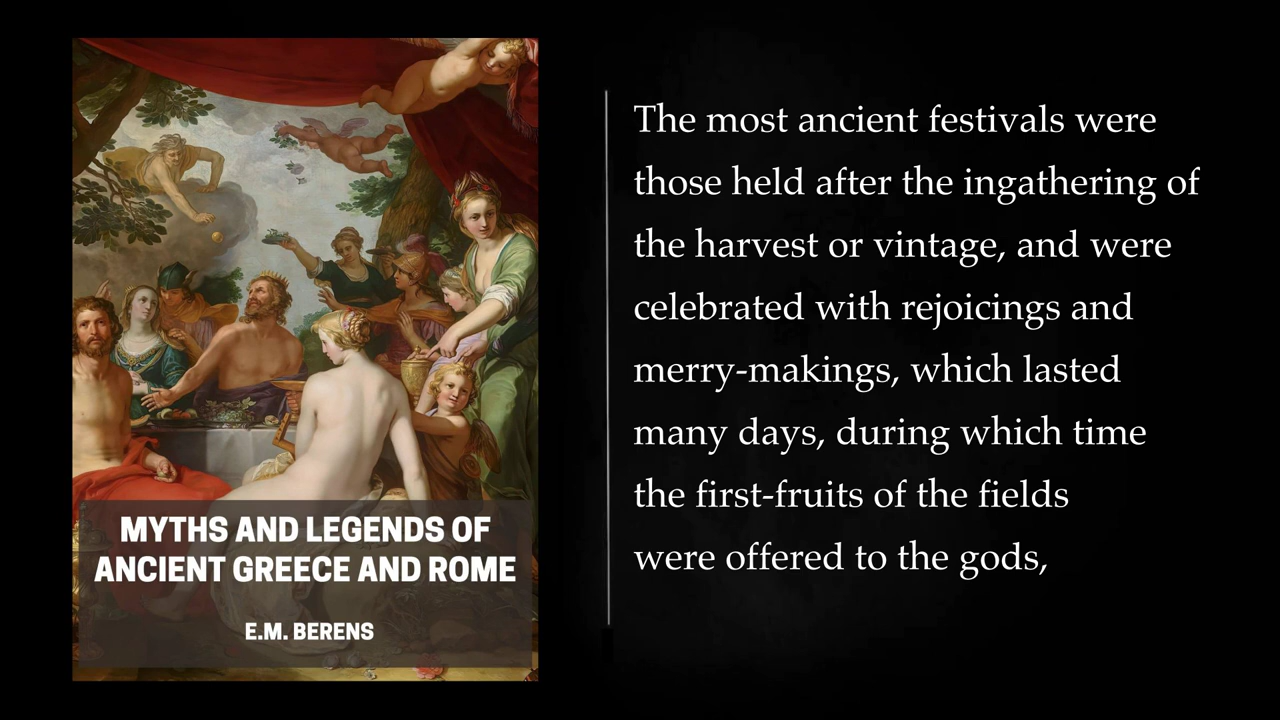 MYTHS AND LEGENDS OF
ANCIENT GREECE AND ROME
E.M. BERENS
The most ancient festivals were
those held after the ingathering of
the harvest or vintage, and were
celebrated with rejoicings and
merry-makings, which lasted
many days, during which time
the first-fruits of the fields
were offered to the gods,